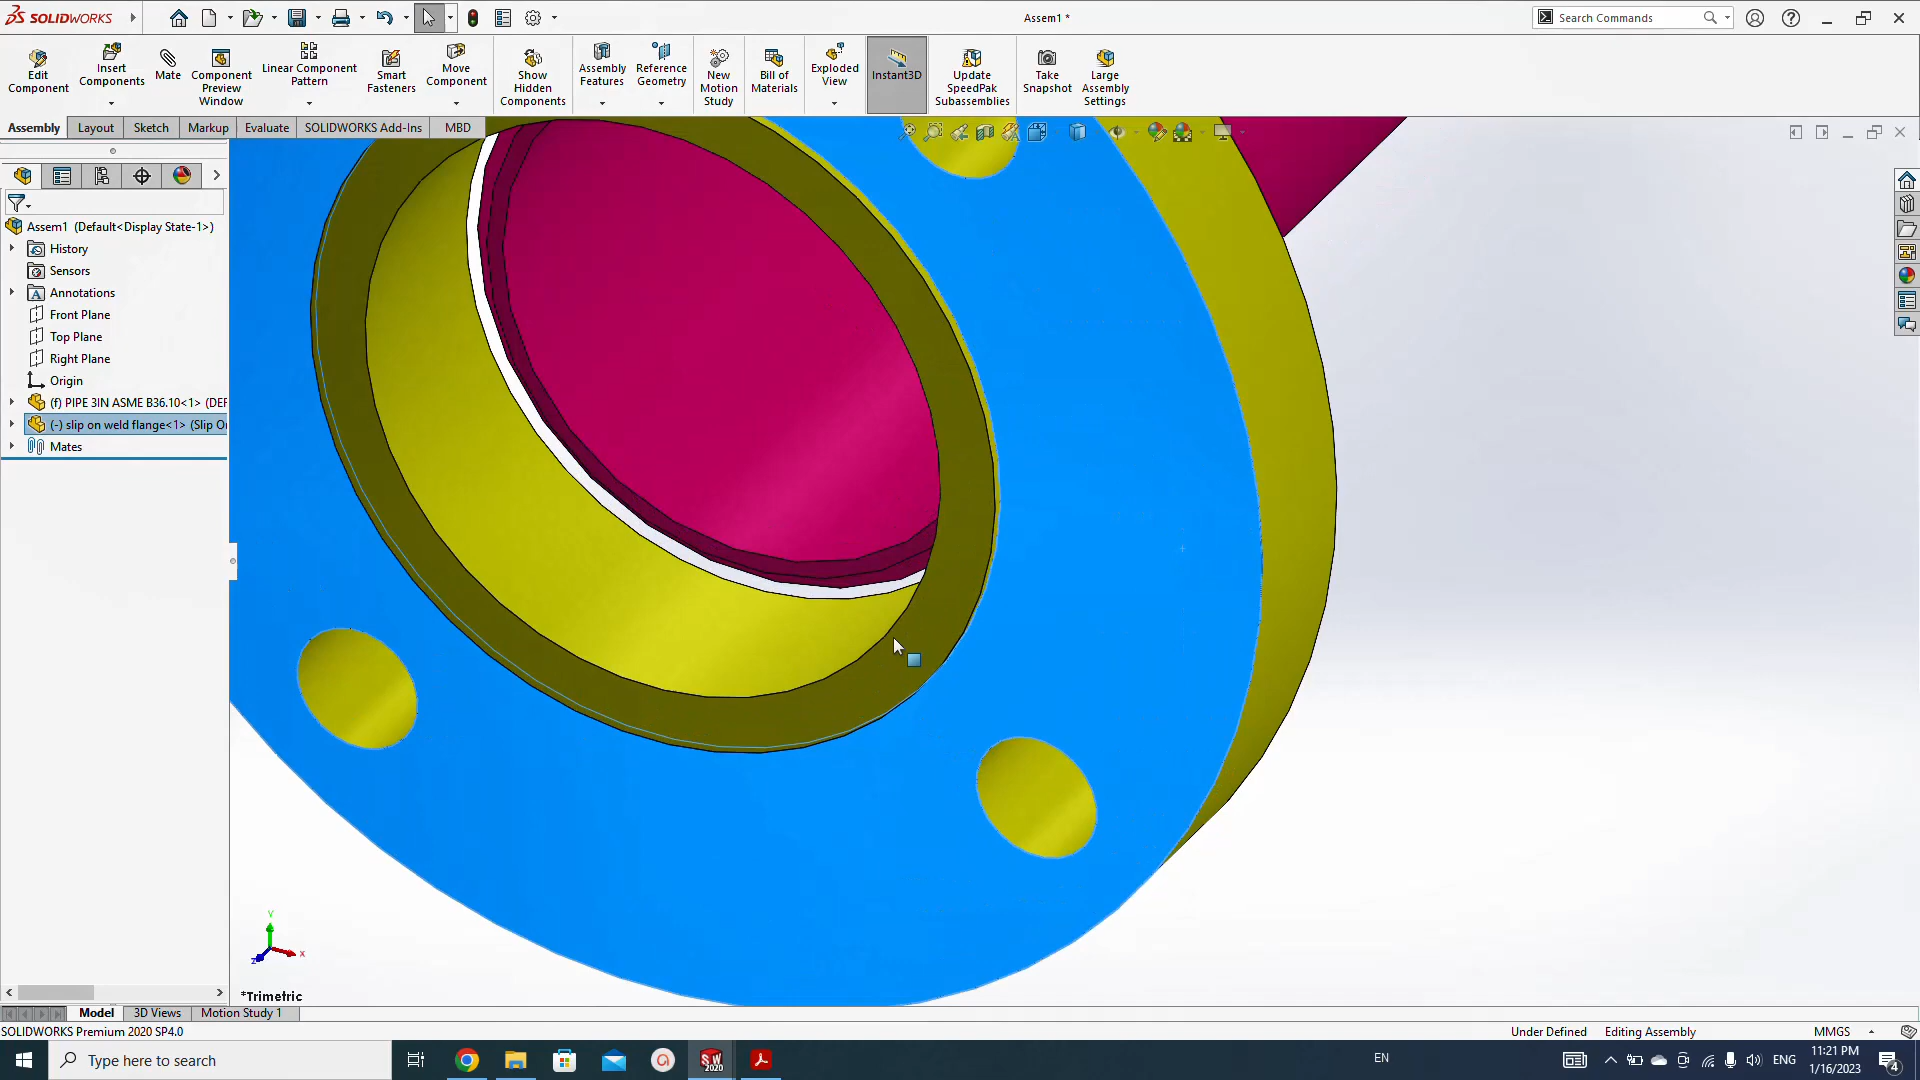 SOLIDWORKS
Assem1 *
Search Commands
Edit
Component
Insert
Components
Mate
Component
Preview
Window
Linear Component
Pattern
Smart
Fasteners
Move
Component
Show
Hidden
Components
Assembly
Features
Reference
Geometry
New
Motion
Study
Bill of
Materials
Exploded
View
Instant3D
Update
SpeedPak
Subassemblies
Take
Snapshot
Large
Assembly
Settings
Assembly
Layout
Sketch
Markup
Evaluate
SOLIDWORKS Add-Ins
MBD
Assem1 (Default<Display State-1>)
History
Sensors
Annotations
Front Plane
Top Plane
Right Plane
Origin
(f) PIPE 3IN ASME B36.10<1> (DEF
(-) slip on weld flange<1> (Slip O
Mates
Y
X
Z
*Trimetric
Model
3D Views
Motion Study 1
SOLIDWORKS Premium 2020 SP4.0
Under Defined
Editing Assembly
MMGS
Type here to search
SW
2020
EN
ENG
11:21 PM
1/16/2023
4